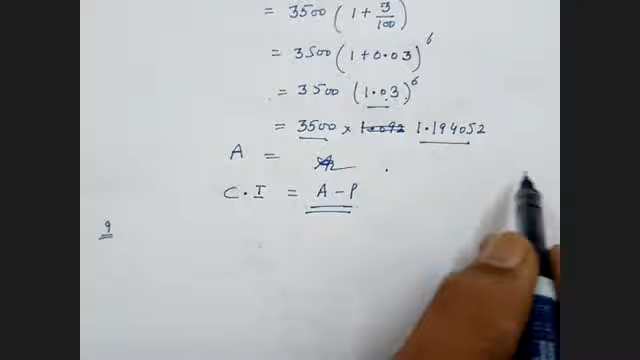 = 3500 ( 1 + 3/100 )
= 3500 ( 1 + 0.03 )^6
= 3500 ( 1.03 )^6
= 3500 × 1.194052
A =
C.I = A - P
9